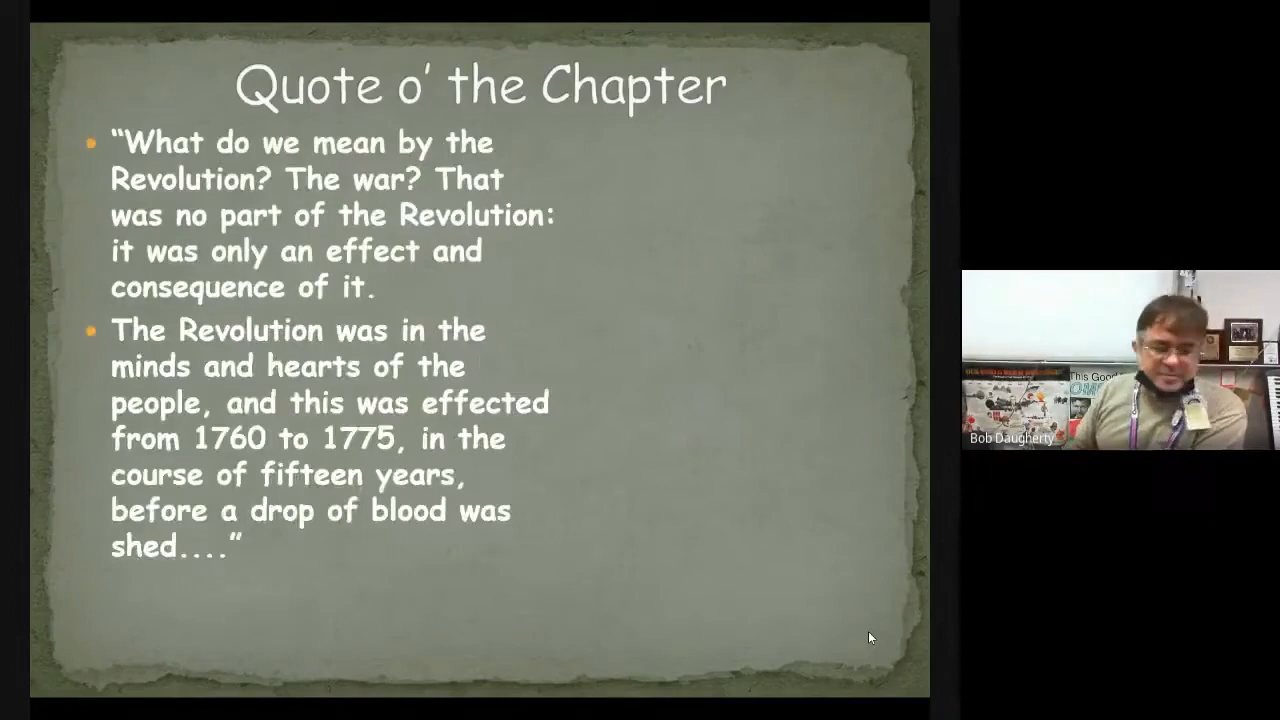 Quote o' the Chapter
• “What do we mean by the
Revolution? The war? That
was no part of the Revolution:
it was only an effect and
consequence of it.
• The Revolution was in the
minds and hearts of the
people, and this was effected
from 1760 to 1775, in the
course of fifteen years,
before a drop of blood was
shed....”
This Good
Bob Daugherty